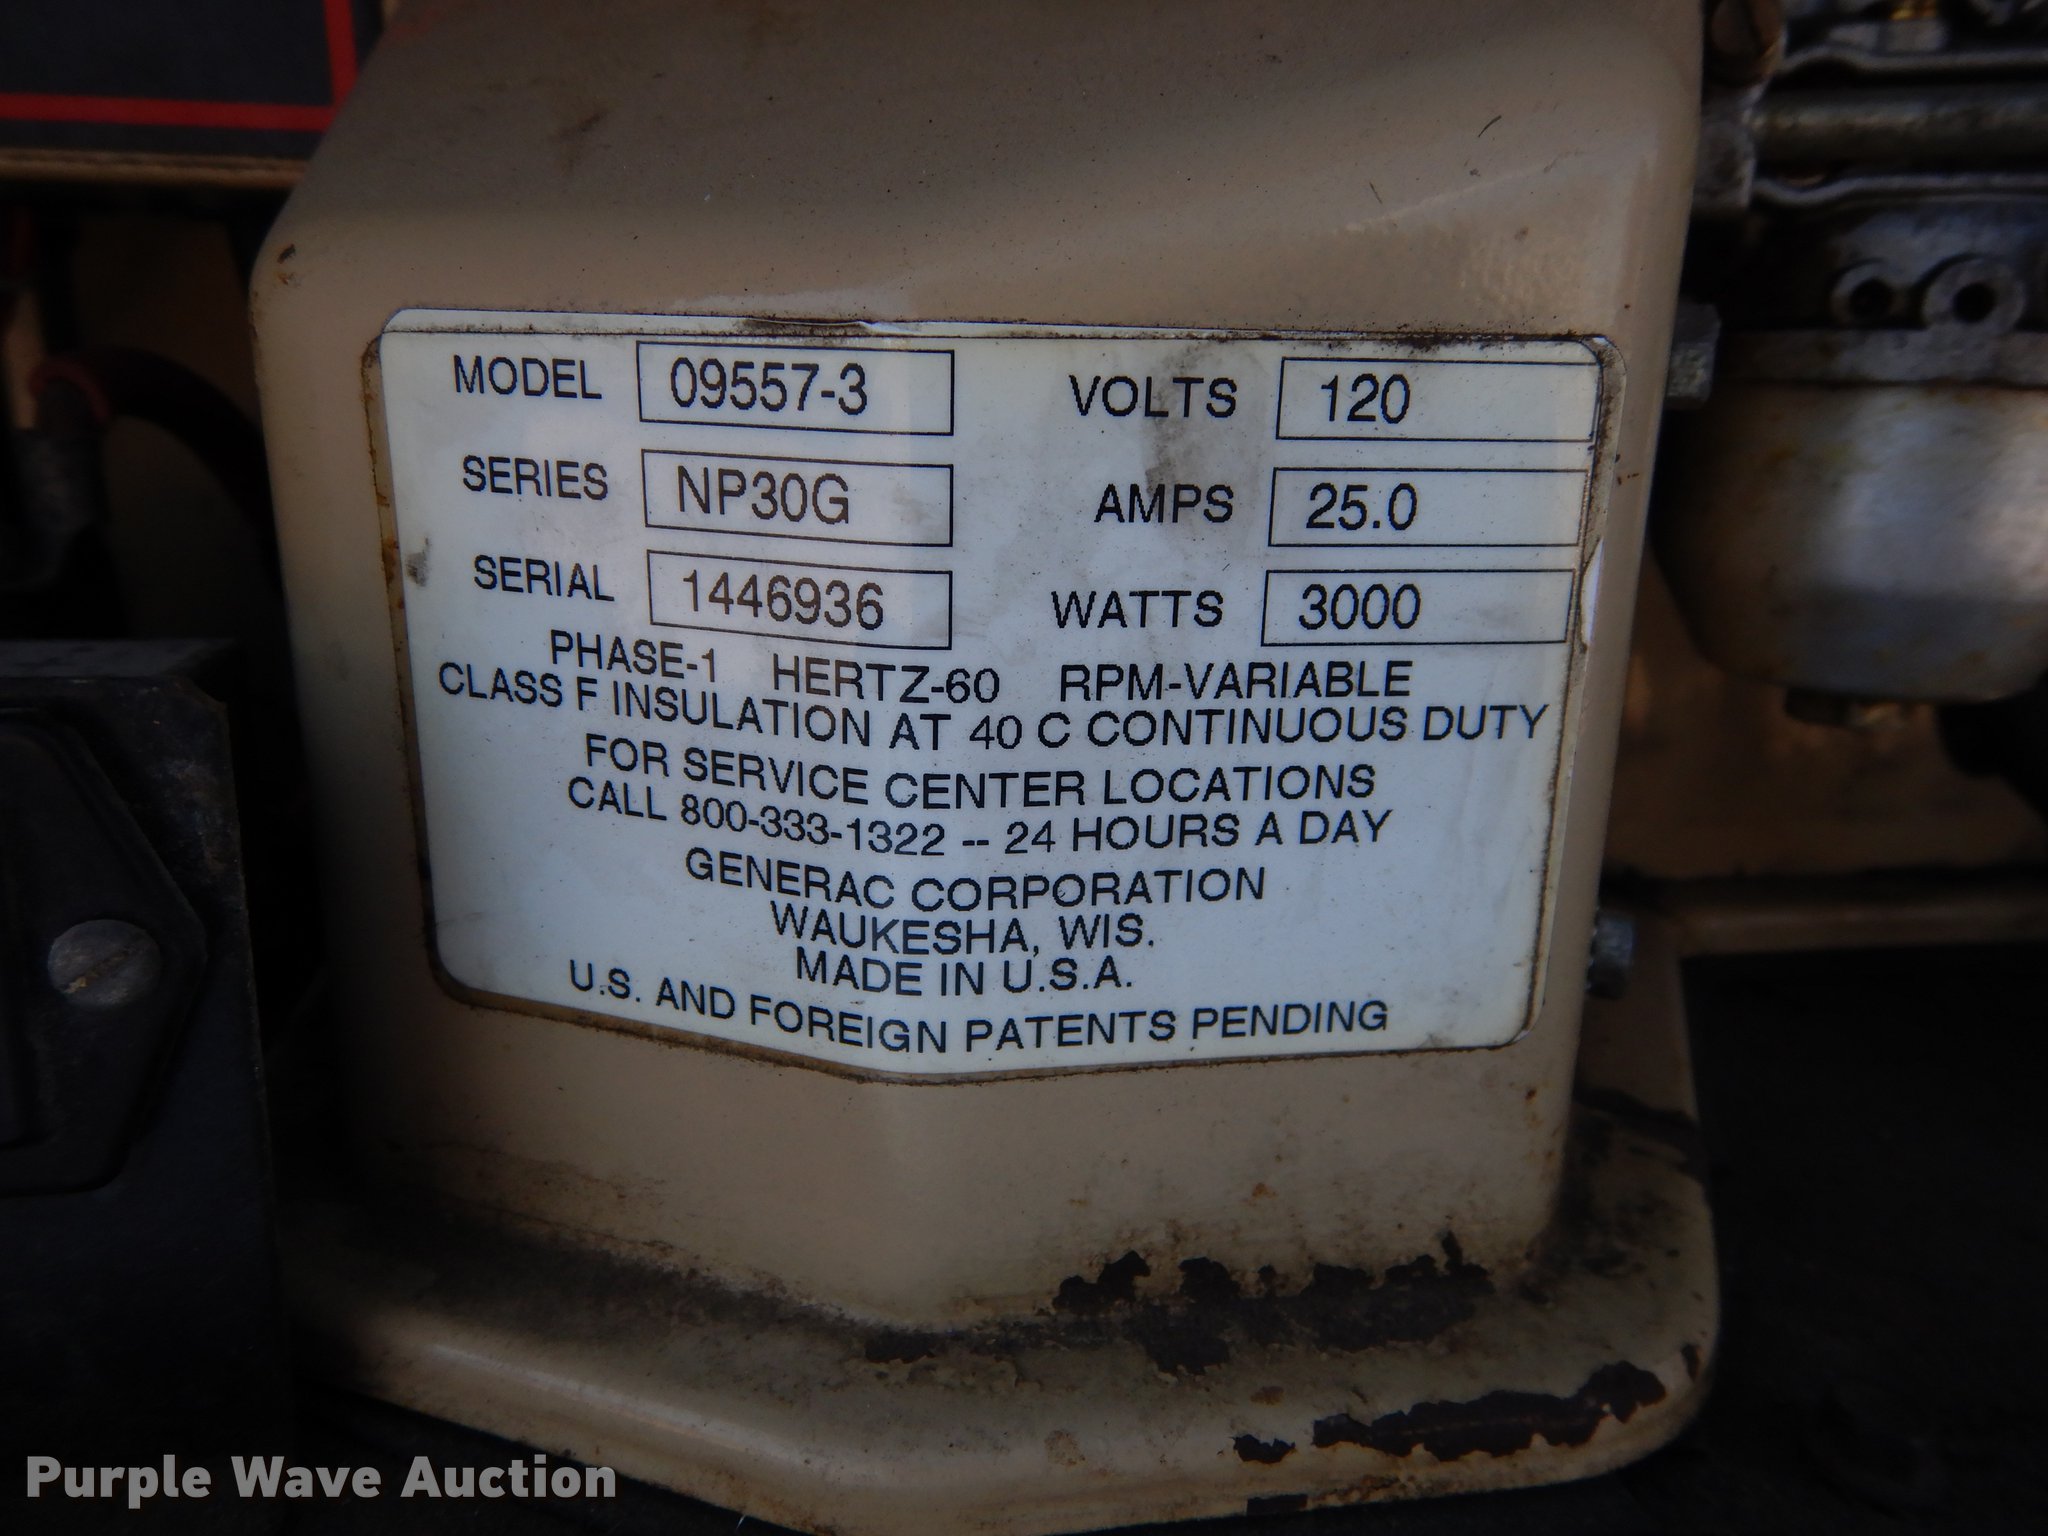 MODEL 09557-3 VOLTS 120
SERIES NP30G AMPS 25.0
SERIAL 1446936 WATTS 3000
PHASE-1 HERTZ-60 RPM-VARIABLE
CLASS F INSULATION AT 40 C CONTINUOUS DUTY
FOR SERVICE CENTER LOCATIONS
CALL 800-333-1322 -- 24 HOURS A DAY
GENERAC CORPORATION
WAUKESHA, WIS.
MADE IN U.S.A.
U.S. AND FOREIGN PATENTS PENDING
Purple Wave Auction